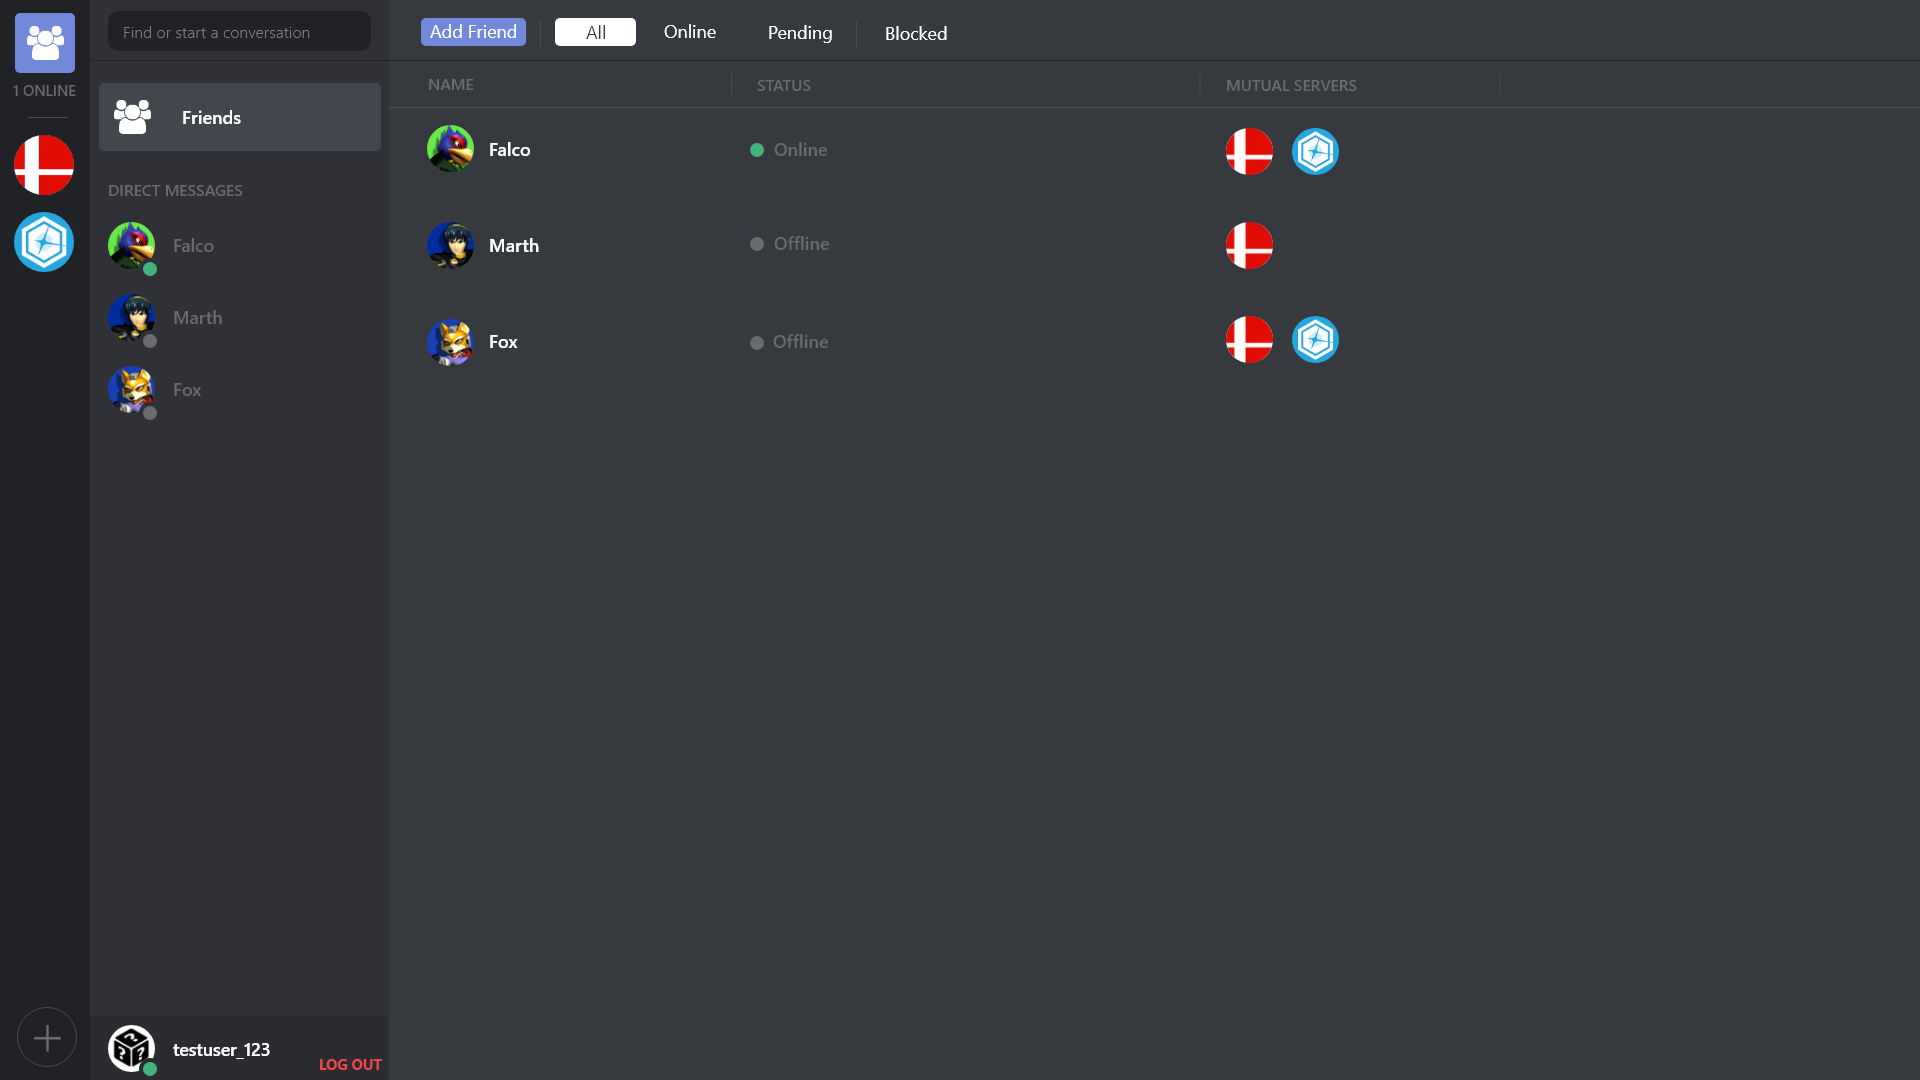 1 ONLINE
Find or start a conversation
Friends
DIRECT MESSAGES
Falco
Marth
Fox
testuser_123
LOG OUT
Add Friend
All
Online
Pending
Blocked
NAME
STATUS
MUTUAL SERVERS
Falco
Online
Marth
Offline
Fox
Offline